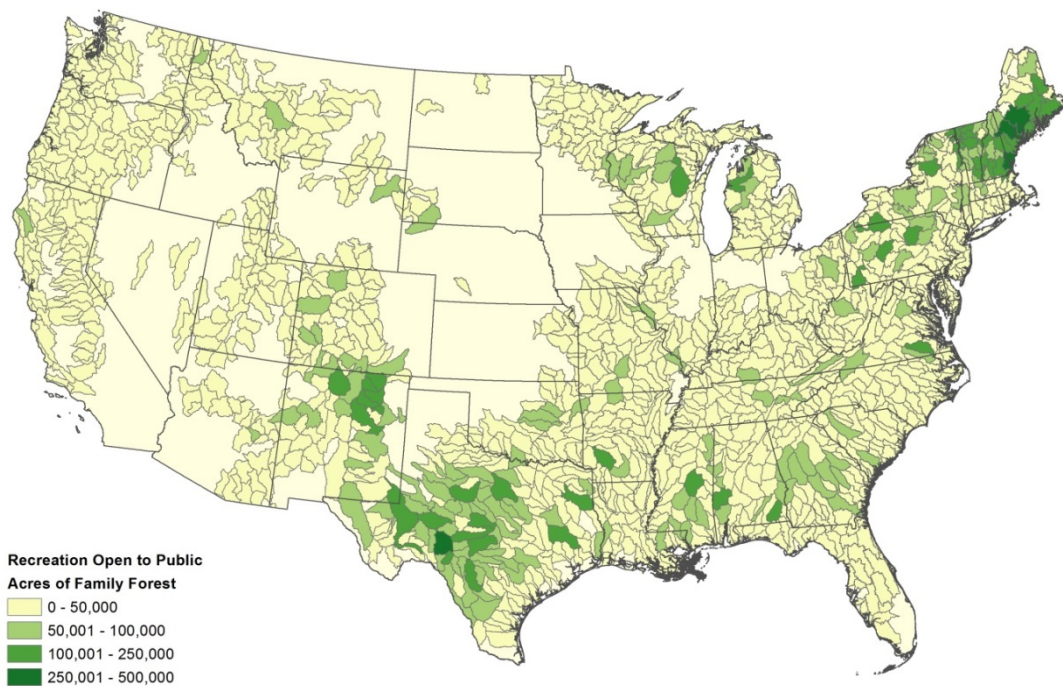 Recreation Open to Public
Acres of Family Forest
0 - 50,000
50,001 - 100,000
100,001 - 250,000
250,001 - 500,000